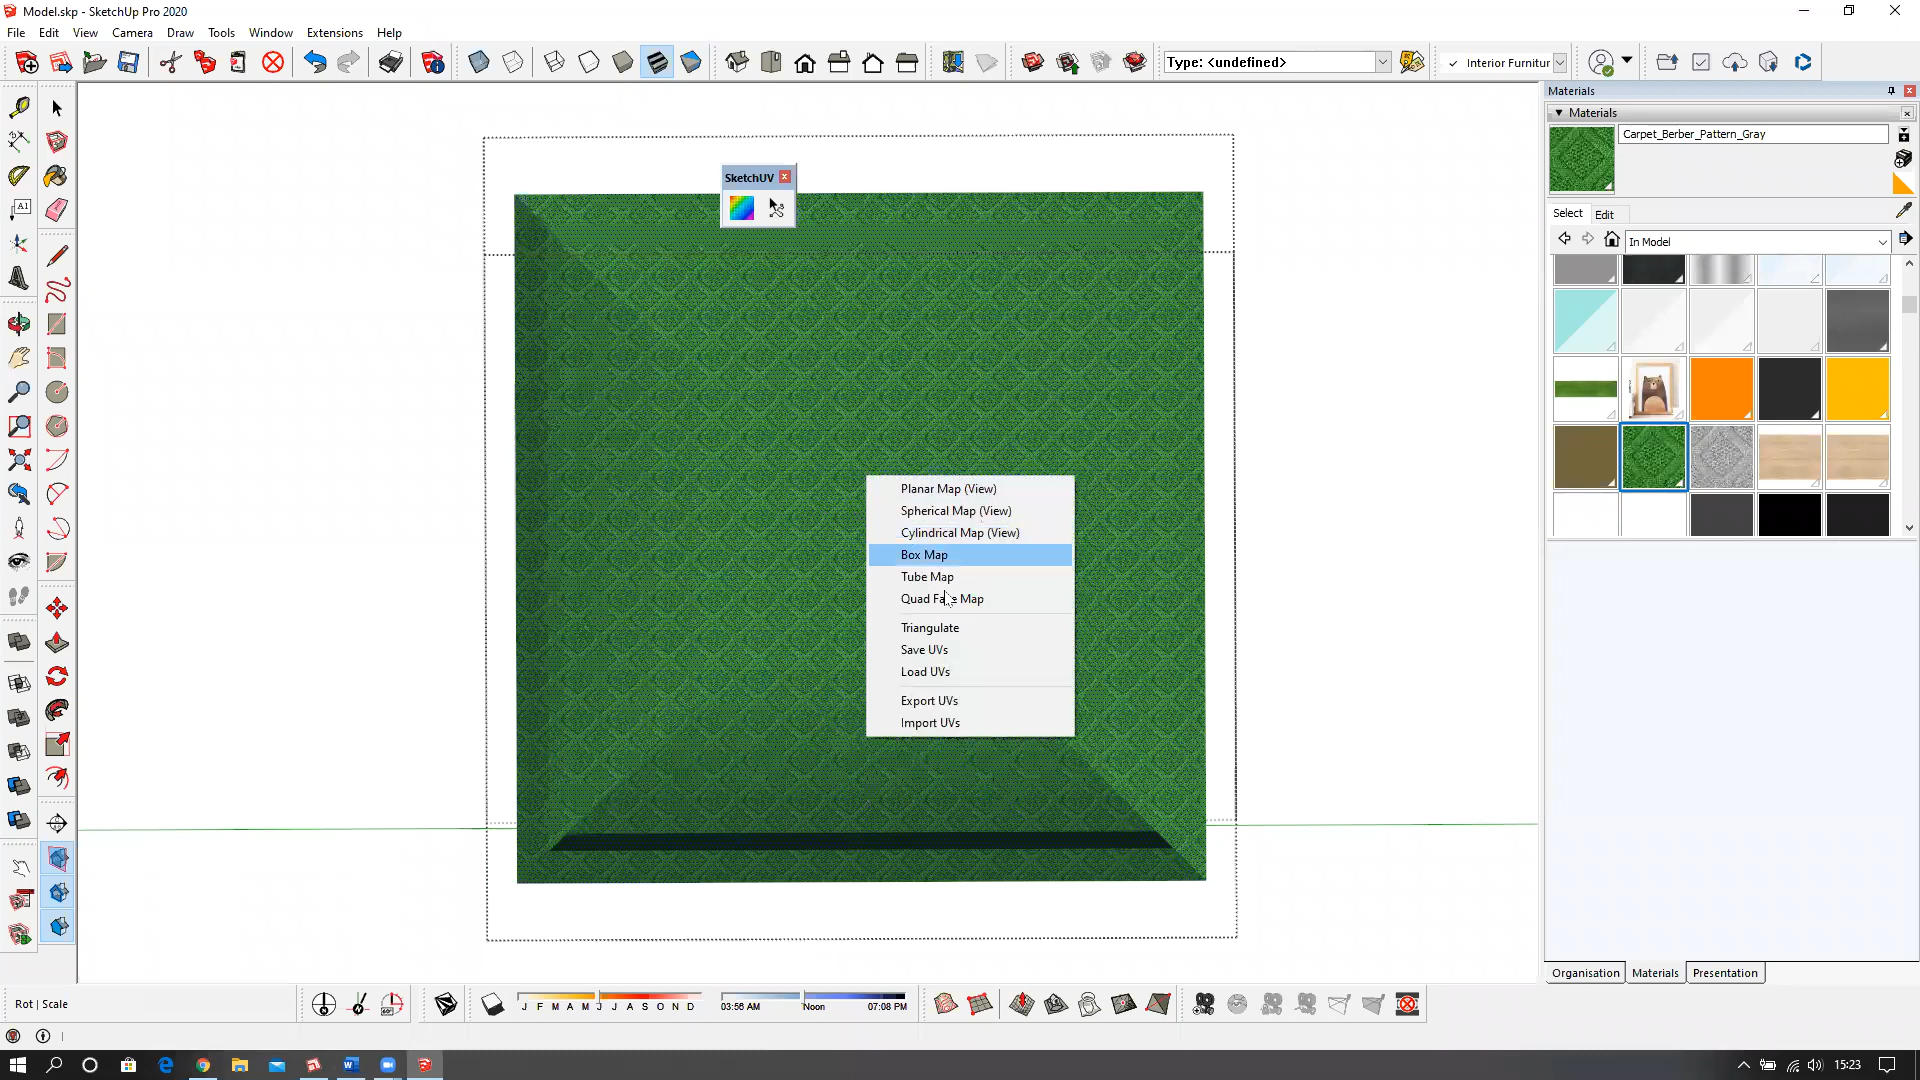 Model.skp - SketchUp Pro 2020
File Edit View Camera Draw Tools Window Extensions Help
Type: <undefined>
Interior Furnitur
Materials
Materials
Carpet_Berber_Pattern_Gray
Select Edit
In Model
A1
SketchUV
Planar Map (View)
Spherical Map (View)
Cylindrical Map (View)
Box Map
Tube Map
Quad Face Map
Triangulate
Save UVs
Load UVs
Export UVs
Import UVs
Organisation Materials Presentation
Rot | Scale
J F M A M J J A S O N D
03:56 AM Noon 07:08 PM
15:23